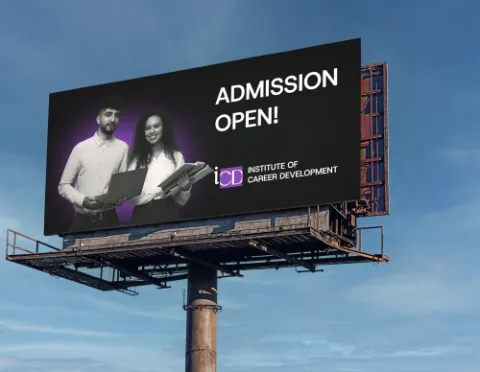 ADMISSION
OPEN!
iCD
INSTITUTE OF
CAREER DEVELOPMENT